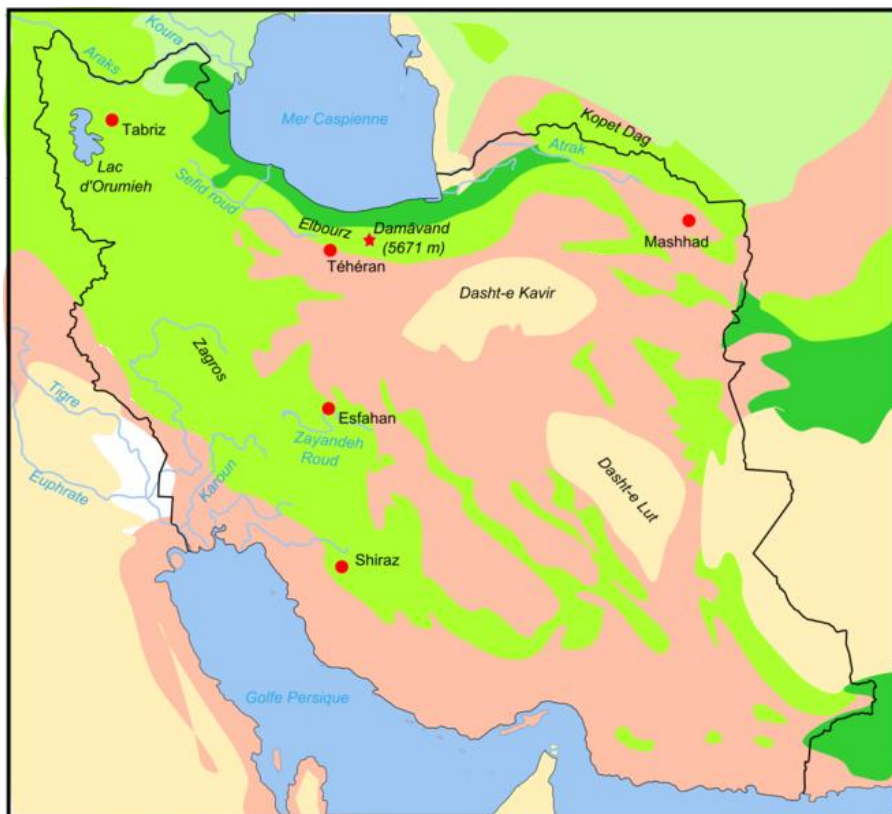 Koura
Araks
Mer Caspienne
Kopet Dag
Tabriz
Atrak
Lac
d'Orumieh
Sefid roud
Elbourz
Damâvand
(5671 m)
Mashhad
Téhéran
Dasht-e Kavir
Zagros
Tigre
Esfahan
Zayandeh
Roud
Karoun
Euphrate
Dasht-e Lut
Shiraz
Golfe Persique